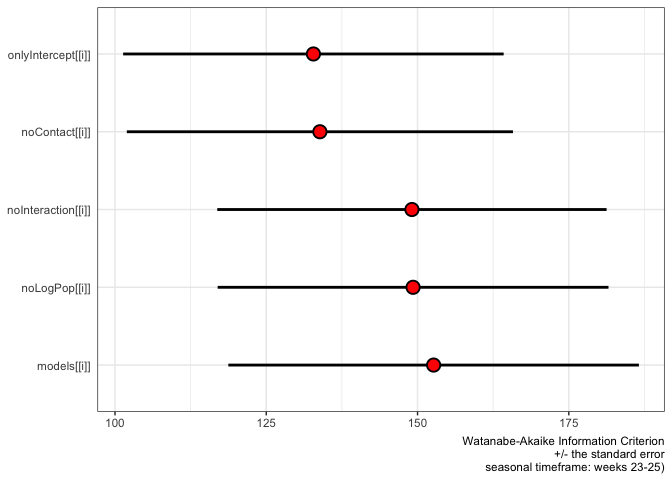 onlyIntercept[[i]]
noContact[[i]]
noInteraction[[i]]
noLogPop[[i]]
models[[i]]
100 125 150 175
Watanabe-Akaike Information Criterion
+/- the standard error
seasonal timeframe: weeks 23-25)